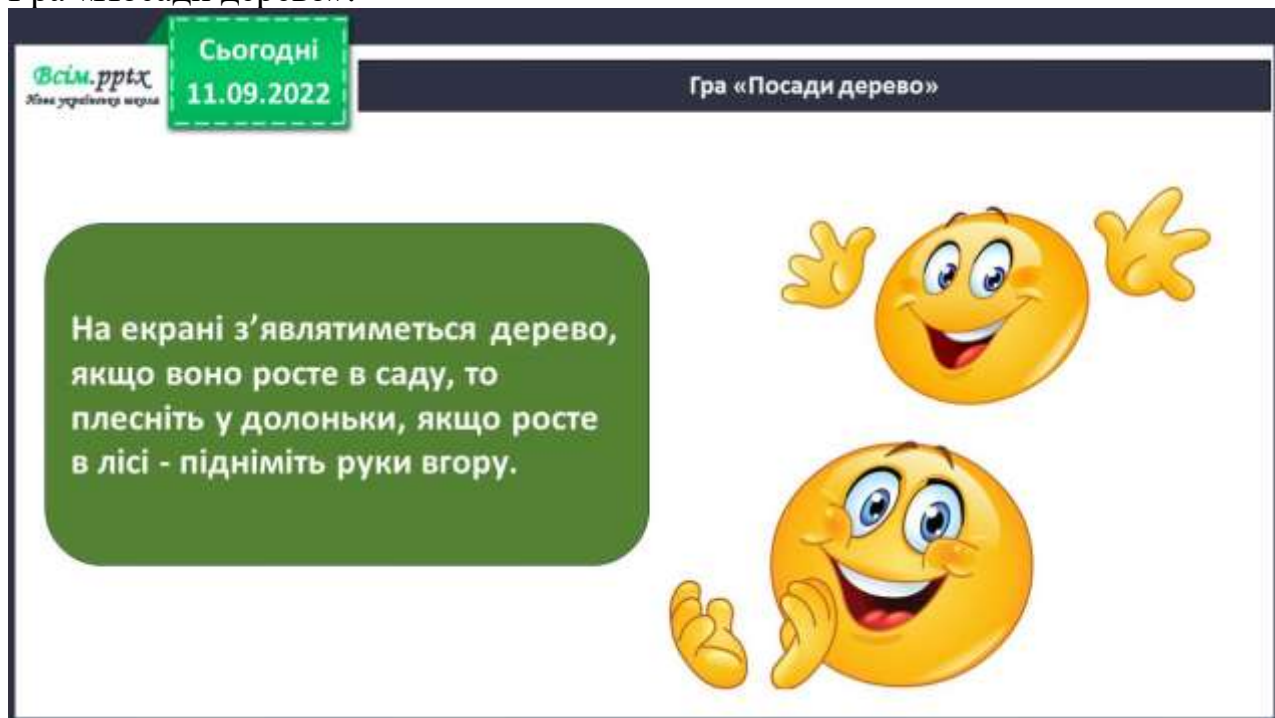 Гра «Посади дерево».
Сьогодні
11.09.2022
Всім.pptx
Нова українська школа
Гра «Посади дерево»
На екрані з’являтиметься дерево,
якщо воно росте в саду, то
плесніть у долоньки, якщо росте
в лісі - підніміть руки вгору.